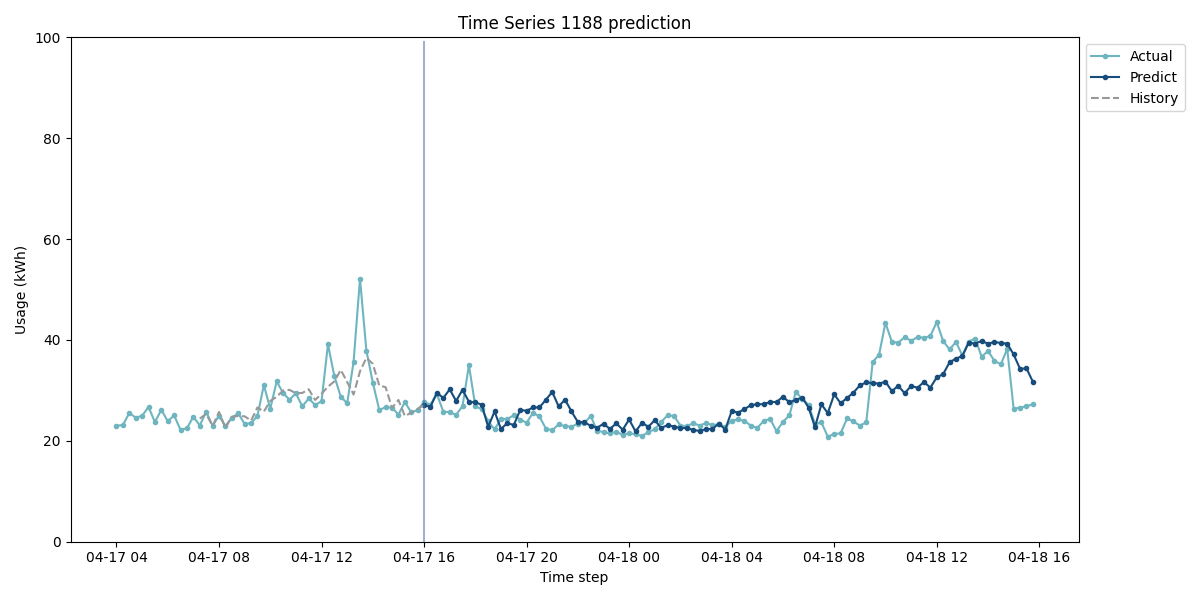 Time Series 1188 prediction
100
80
60
40
20
0
Usage (kWh)
04-17 04
04-17 08
04-17 12
04-17 16
04-17 20
04-18 00
04-18 04
04-18 08
04-18 12
04-18 16
Time step
Actual
Predict
History